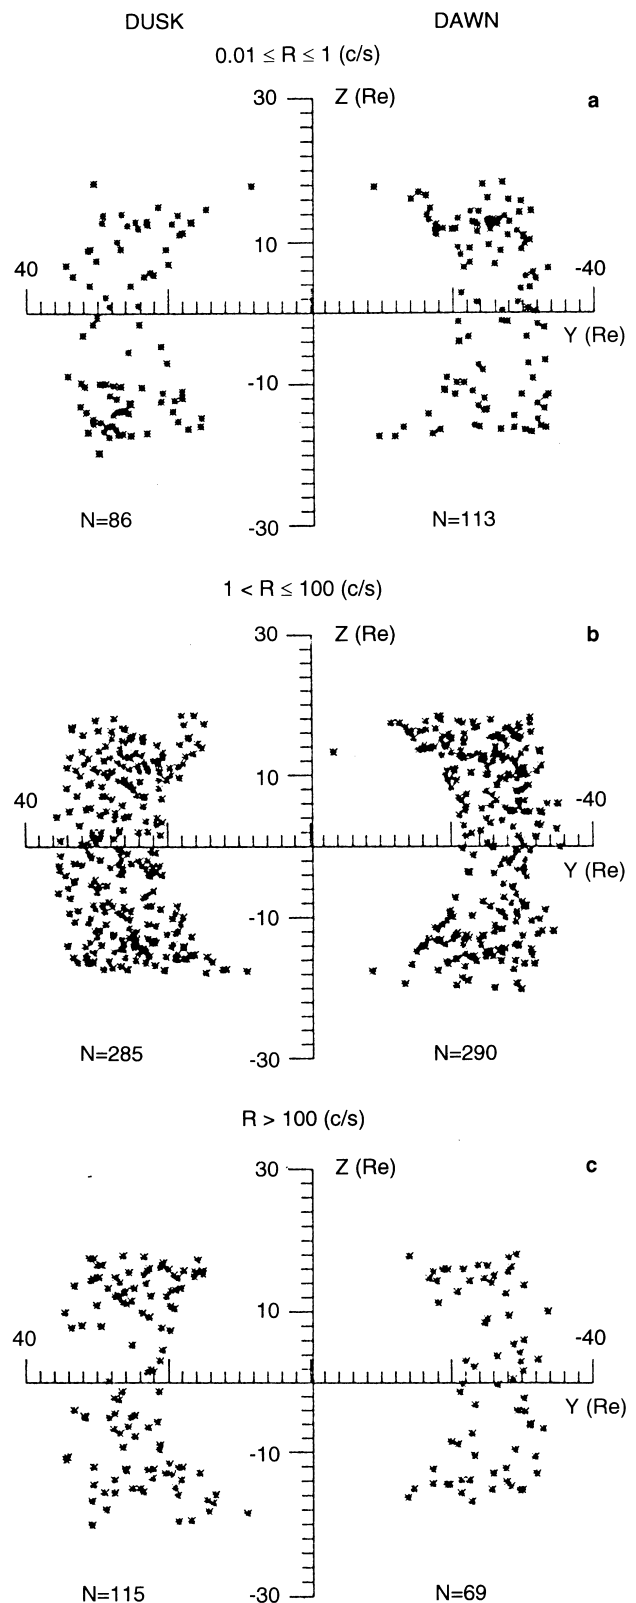 DUSK DAWN
0.01 ≤ R ≤ 1 (c/s)
30 Z (Re) a
10
40 -40
Y (Re)
-10
N=86 N=113
-30
1 < R ≤ 100 (c/s)
30 Z (Re) b
10
40 -40
Y (Re)
-10
N=285 N=290
-30
R > 100 (c/s)
30 Z (Re) c
10
40 -40
Y (Re)
-10
N=115 N=69
-30